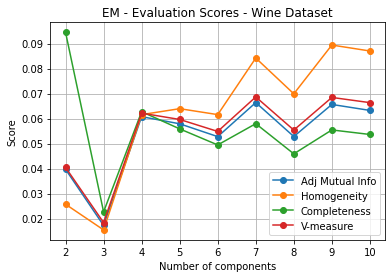 EM - Evaluation Scores - Wine Dataset
Score
0.09
0.08
0.07
0.06
0.05
0.04
0.03
0.02
Adj Mutual Info
Homogeneity
Completeness
V-measure
2 3 4 5 6 7 8 9 10
Number of components